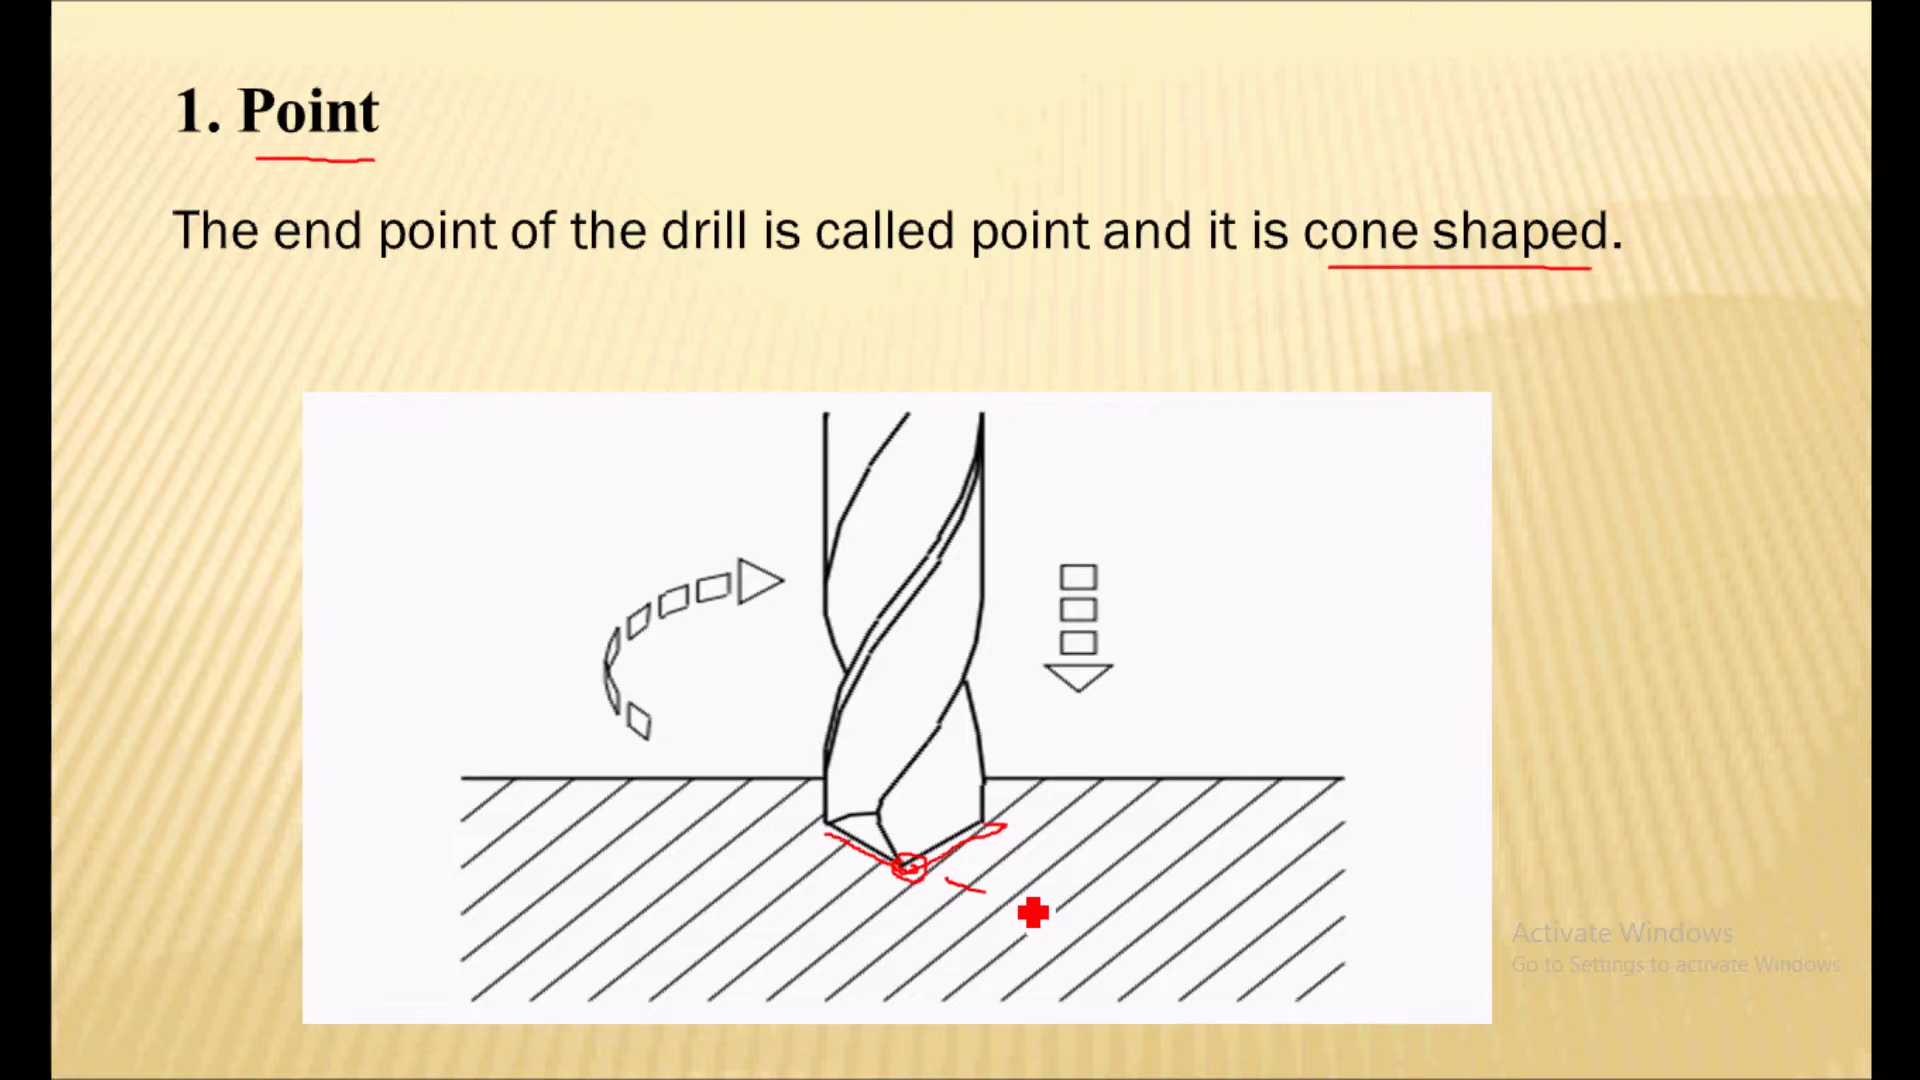 1. Point
The end point of the drill is called point and it is cone shaped.
Activate Windows
Go to Settings to activate Windows